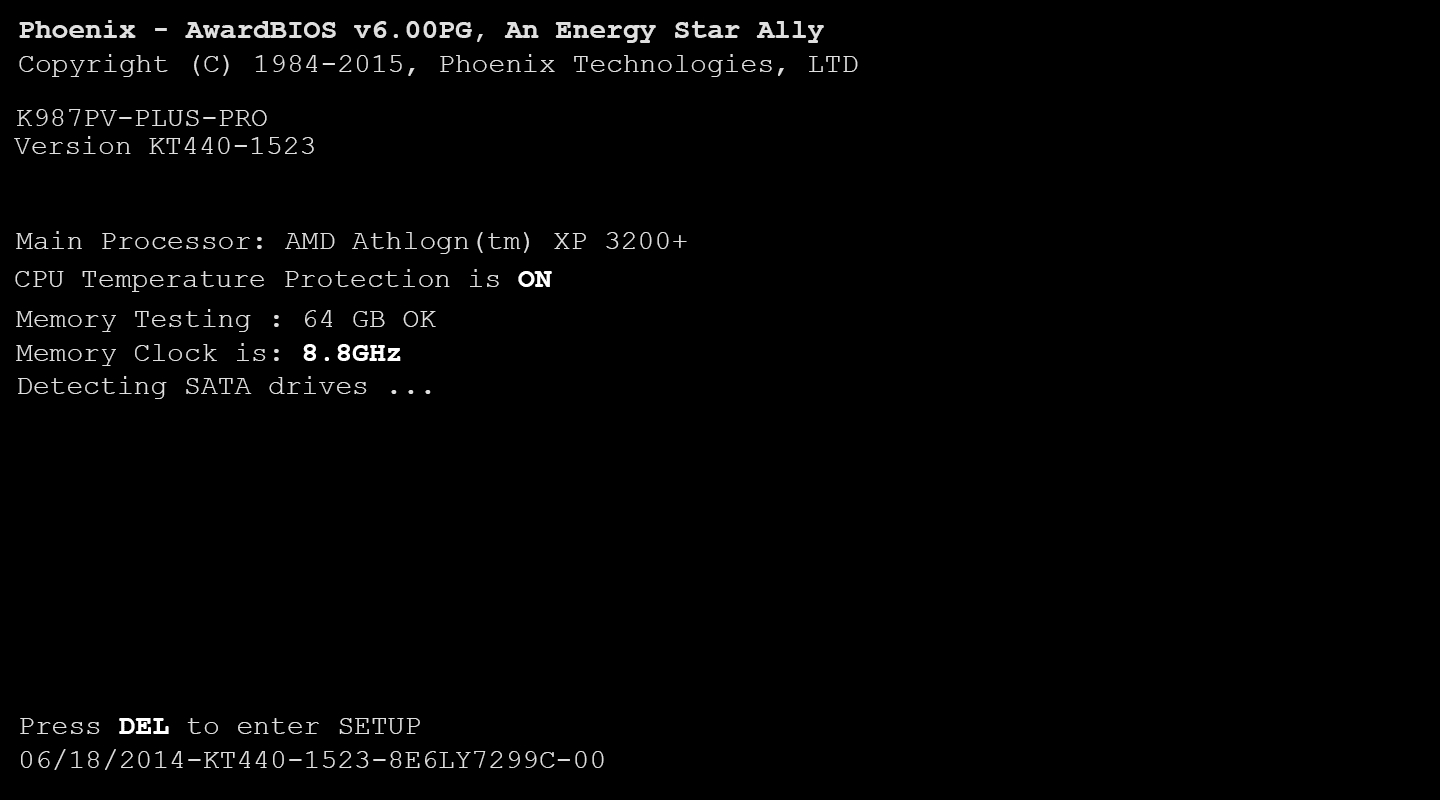 Phoenix - AwardBIOS v6.00PG, An Energy Star Ally
Copyright (C) 1984-2015, Phoenix Technologies, LTD
K987PV-PLUS-PRO
Version KT440-1523
Main Processor: AMD Athlogn(tm) XP 3200+
CPU Temperature Protection is ON
Memory Testing : 64 GB OK
Memory Clock is: 8.8GHz
Detecting SATA drives ...
Press DEL to enter SETUP
06/18/2014-KT440-1523-8E6LY7299C-00